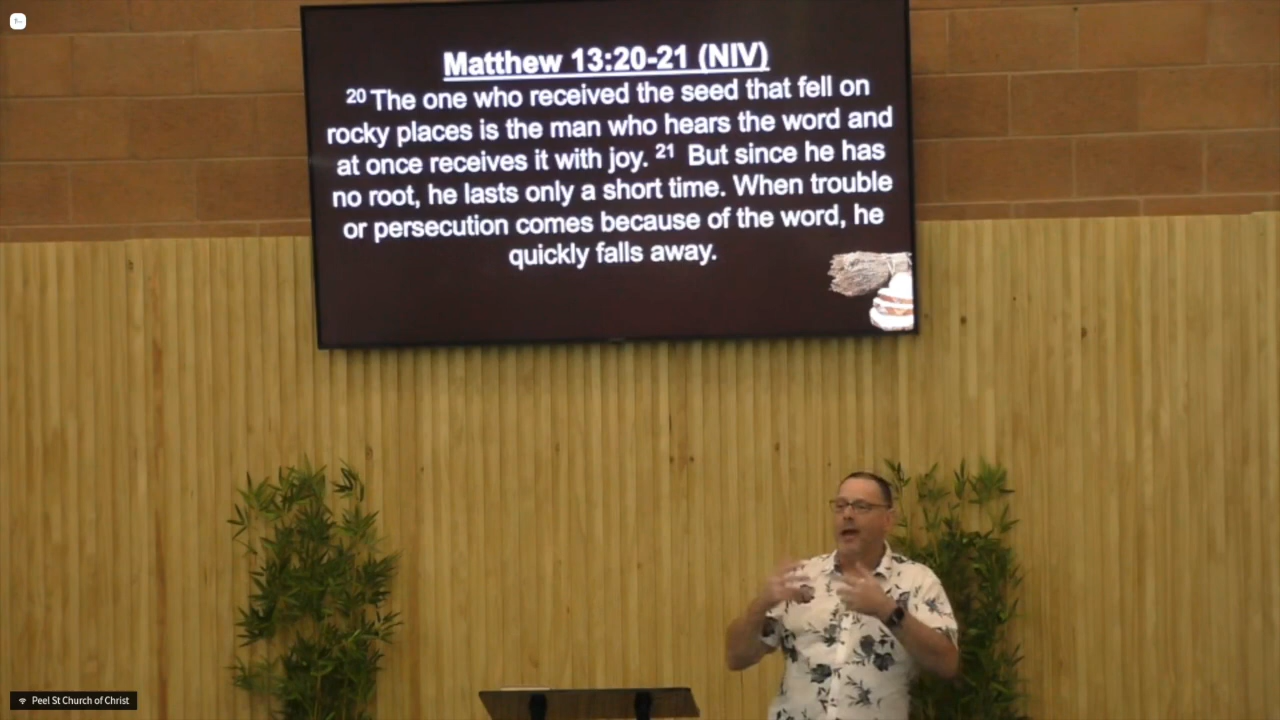 Matthew 13:20-21 (NIV)
20 The one who received the seed that fell on
rocky places is the man who hears the word and
at once receives it with joy. 21 But since he has
no root, he lasts only a short time. When trouble
or persecution comes because of the word, he
quickly falls away.
Peel St Church of Christ